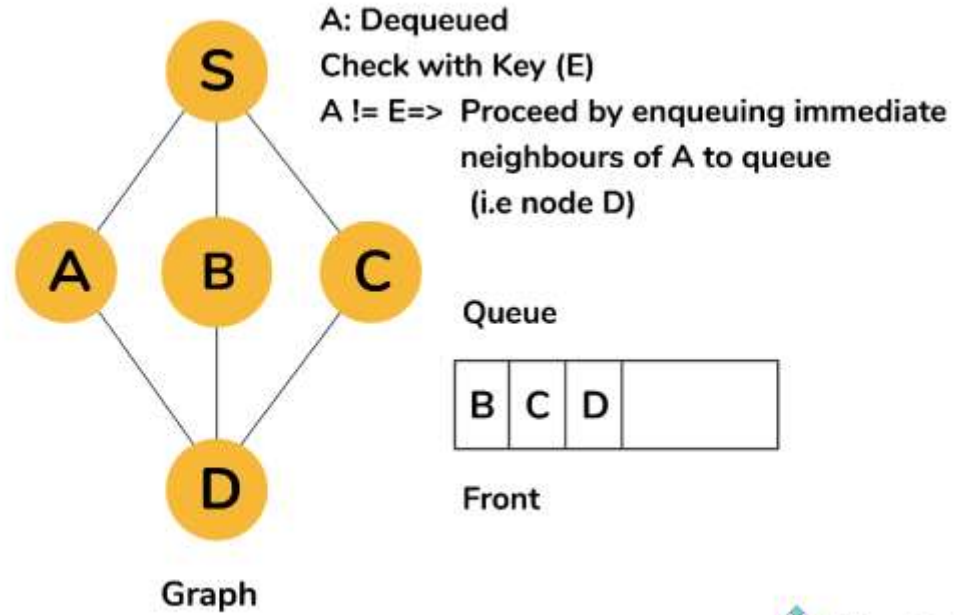 S
A: Dequeued
Check with Key (E)
A != E=> Proceed by enqueuing immediate
neighbours of A to queue
(i.e node D)
A B C
Queue
B C D
D
Front
Graph